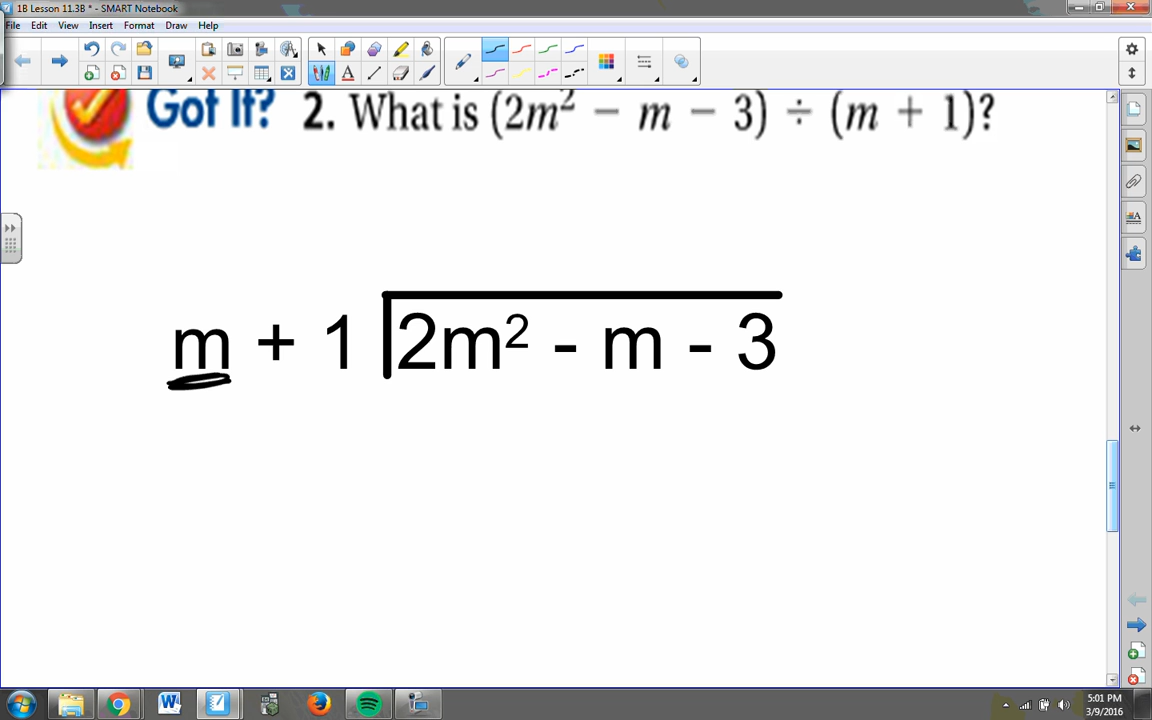 1B Lesson 11.3B * - SMART Notebook
File Edit View Insert Format Draw Help
Got It? 2. What is (2m² − m − 3) ÷ (m + 1)?
m + 1 2m² - m - 3
5:01 PM
3/9/2016